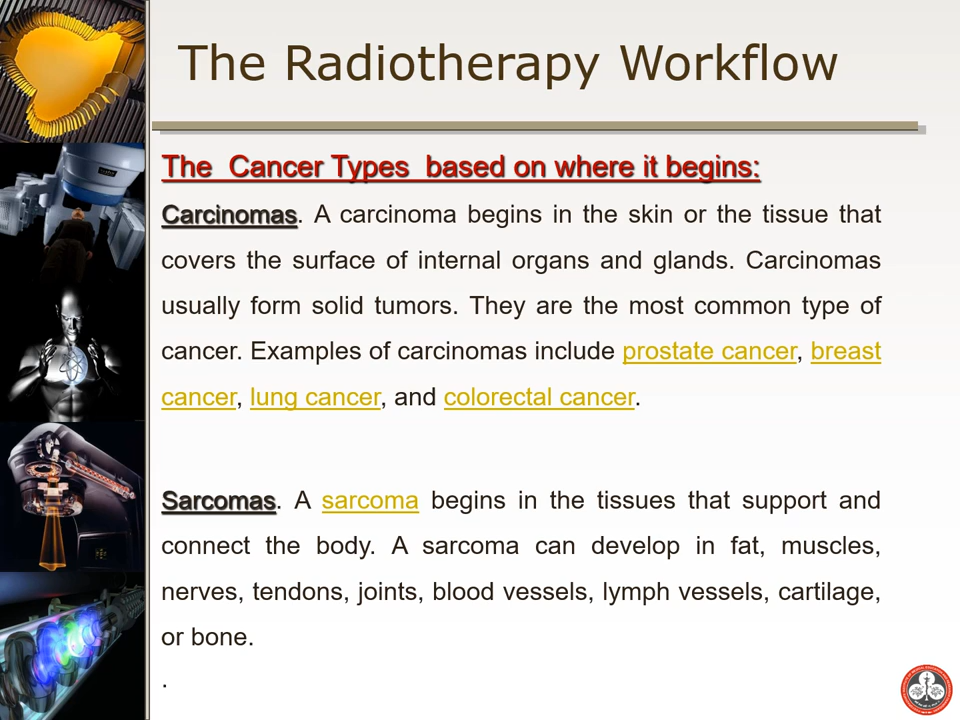 The Radiotherapy Workflow
The Cancer Types based on where it begins:
Carcinomas. A carcinoma begins in the skin or the tissue that
covers the surface of internal organs and glands. Carcinomas
usually form solid tumors. They are the most common type of
cancer. Examples of carcinomas include prostate cancer, breast
cancer, lung cancer, and colorectal cancer.
Sarcomas. A sarcoma begins in the tissues that support and
connect the body. A sarcoma can develop in fat, muscles,
nerves, tendons, joints, blood vessels, lymph vessels, cartilage,
or bone.
.